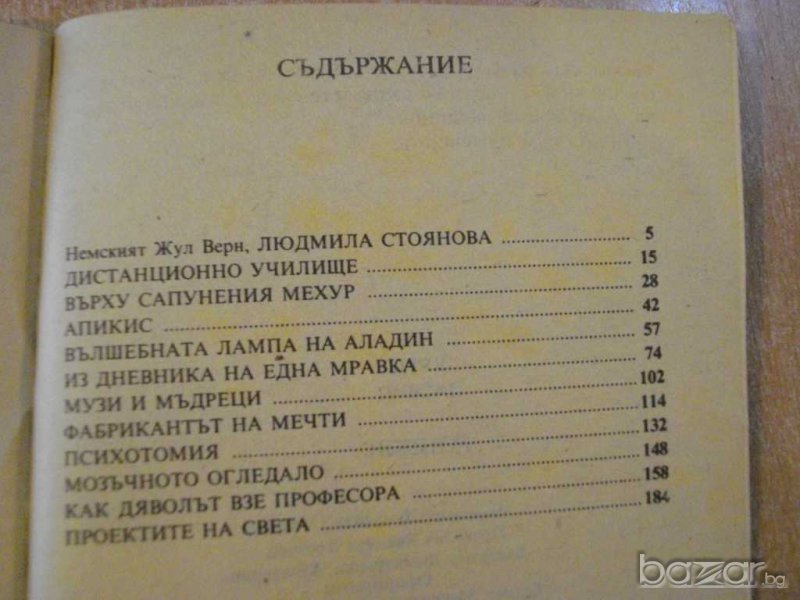 СЪДЪРЖАНИЕ
Немският Жул Верн, ЛЮДМИЛА СТОЯНОВА ........ 5
ДИСТАНЦИОННО УЧИЛИЩЕ ........ 15
ВЪРХУ САПУНЕНИЯ МЕХУР ........ 28
АПИКИС ........ 42
ВЪЛШЕБНАТА ЛАМПА НА АЛАДИН ........ 57
ИЗ ДНЕВНИКА НА ЕДНА МРАВКА ........ 74
МУЗИ И МЪДРЕЦИ ........ 102
ФАБРИКАНТЪТ НА МЕЧТИ ........ 114
ПСИХОТОМИЯ ........ 132
МОЗЪЧНОТО ОГЛЕДАЛО ........ 148
КАК ДЯВОЛЪТ ВЗЕ ПРОФЕСОРА ........ 158
ПРОЕКТИТЕ НА СВЕТА ........ 184
bazar.bg